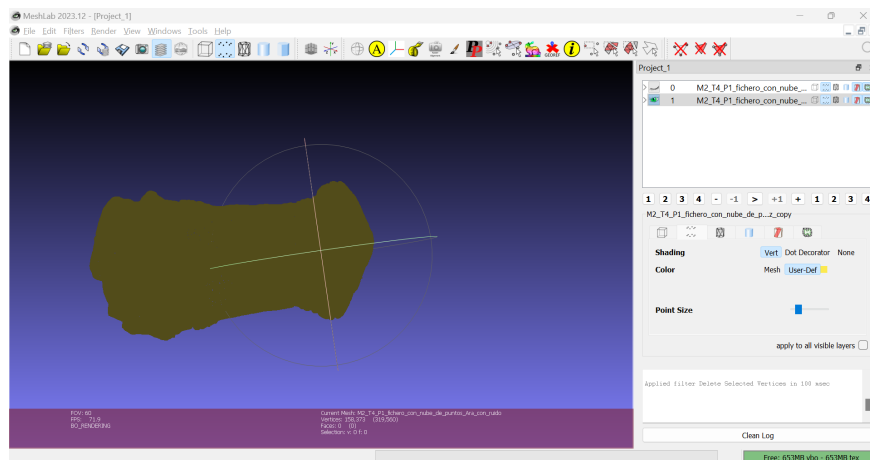 MeshLab 2023.12 - [Project_1]
File Edit Filters Render View Windows Tools Help
Project_1
0 M2_T4_P1_fichero_con_nube_...
1 M2_T4_P1_fichero_con_nube_...
1 2 3 4 - -1 > +1 + 1 2 3 4
M2_T4_P1_fichero_con_nube_de_p...z_copy
Shading Vert Dot Decorator None
Color Mesh User-Def
Point Size
apply to all visible layers
Applied filter Delete Selected Vertices in 100 msec
Clean Log
FOV: 60
FPS: 71.9
BO_RENDERING
Current Mesh: M2_T4_P1_fichero_con_nube_de_puntos_Ara_con_ruido
Vertices: 158,373 (319,560)
Faces: 0 (0)
Selection: v: 0 f: 0
Free: 653MB vbo - 653MB tex